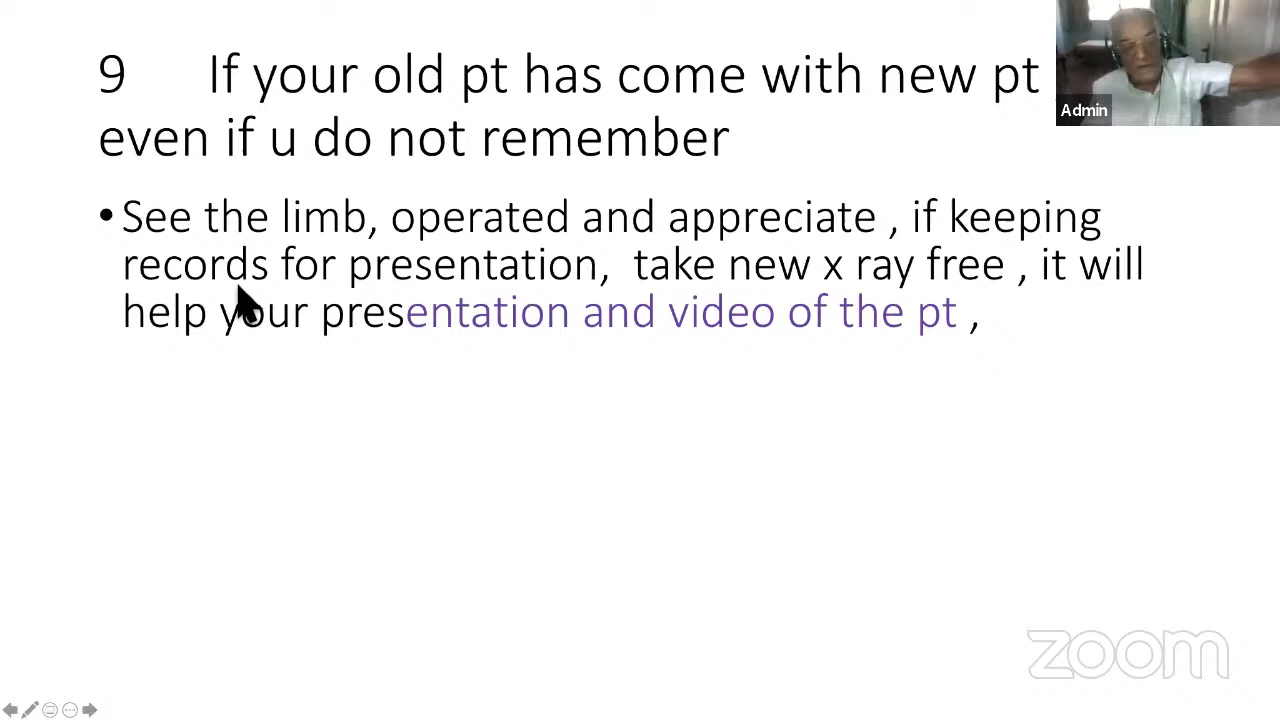 9 If your old pt has come with new pt
even if u do not remember
Admin
•See the limb, operated and appreciate , if keeping
records for presentation, take new x ray free , it will
help your presentation and video of the pt ,
zoom